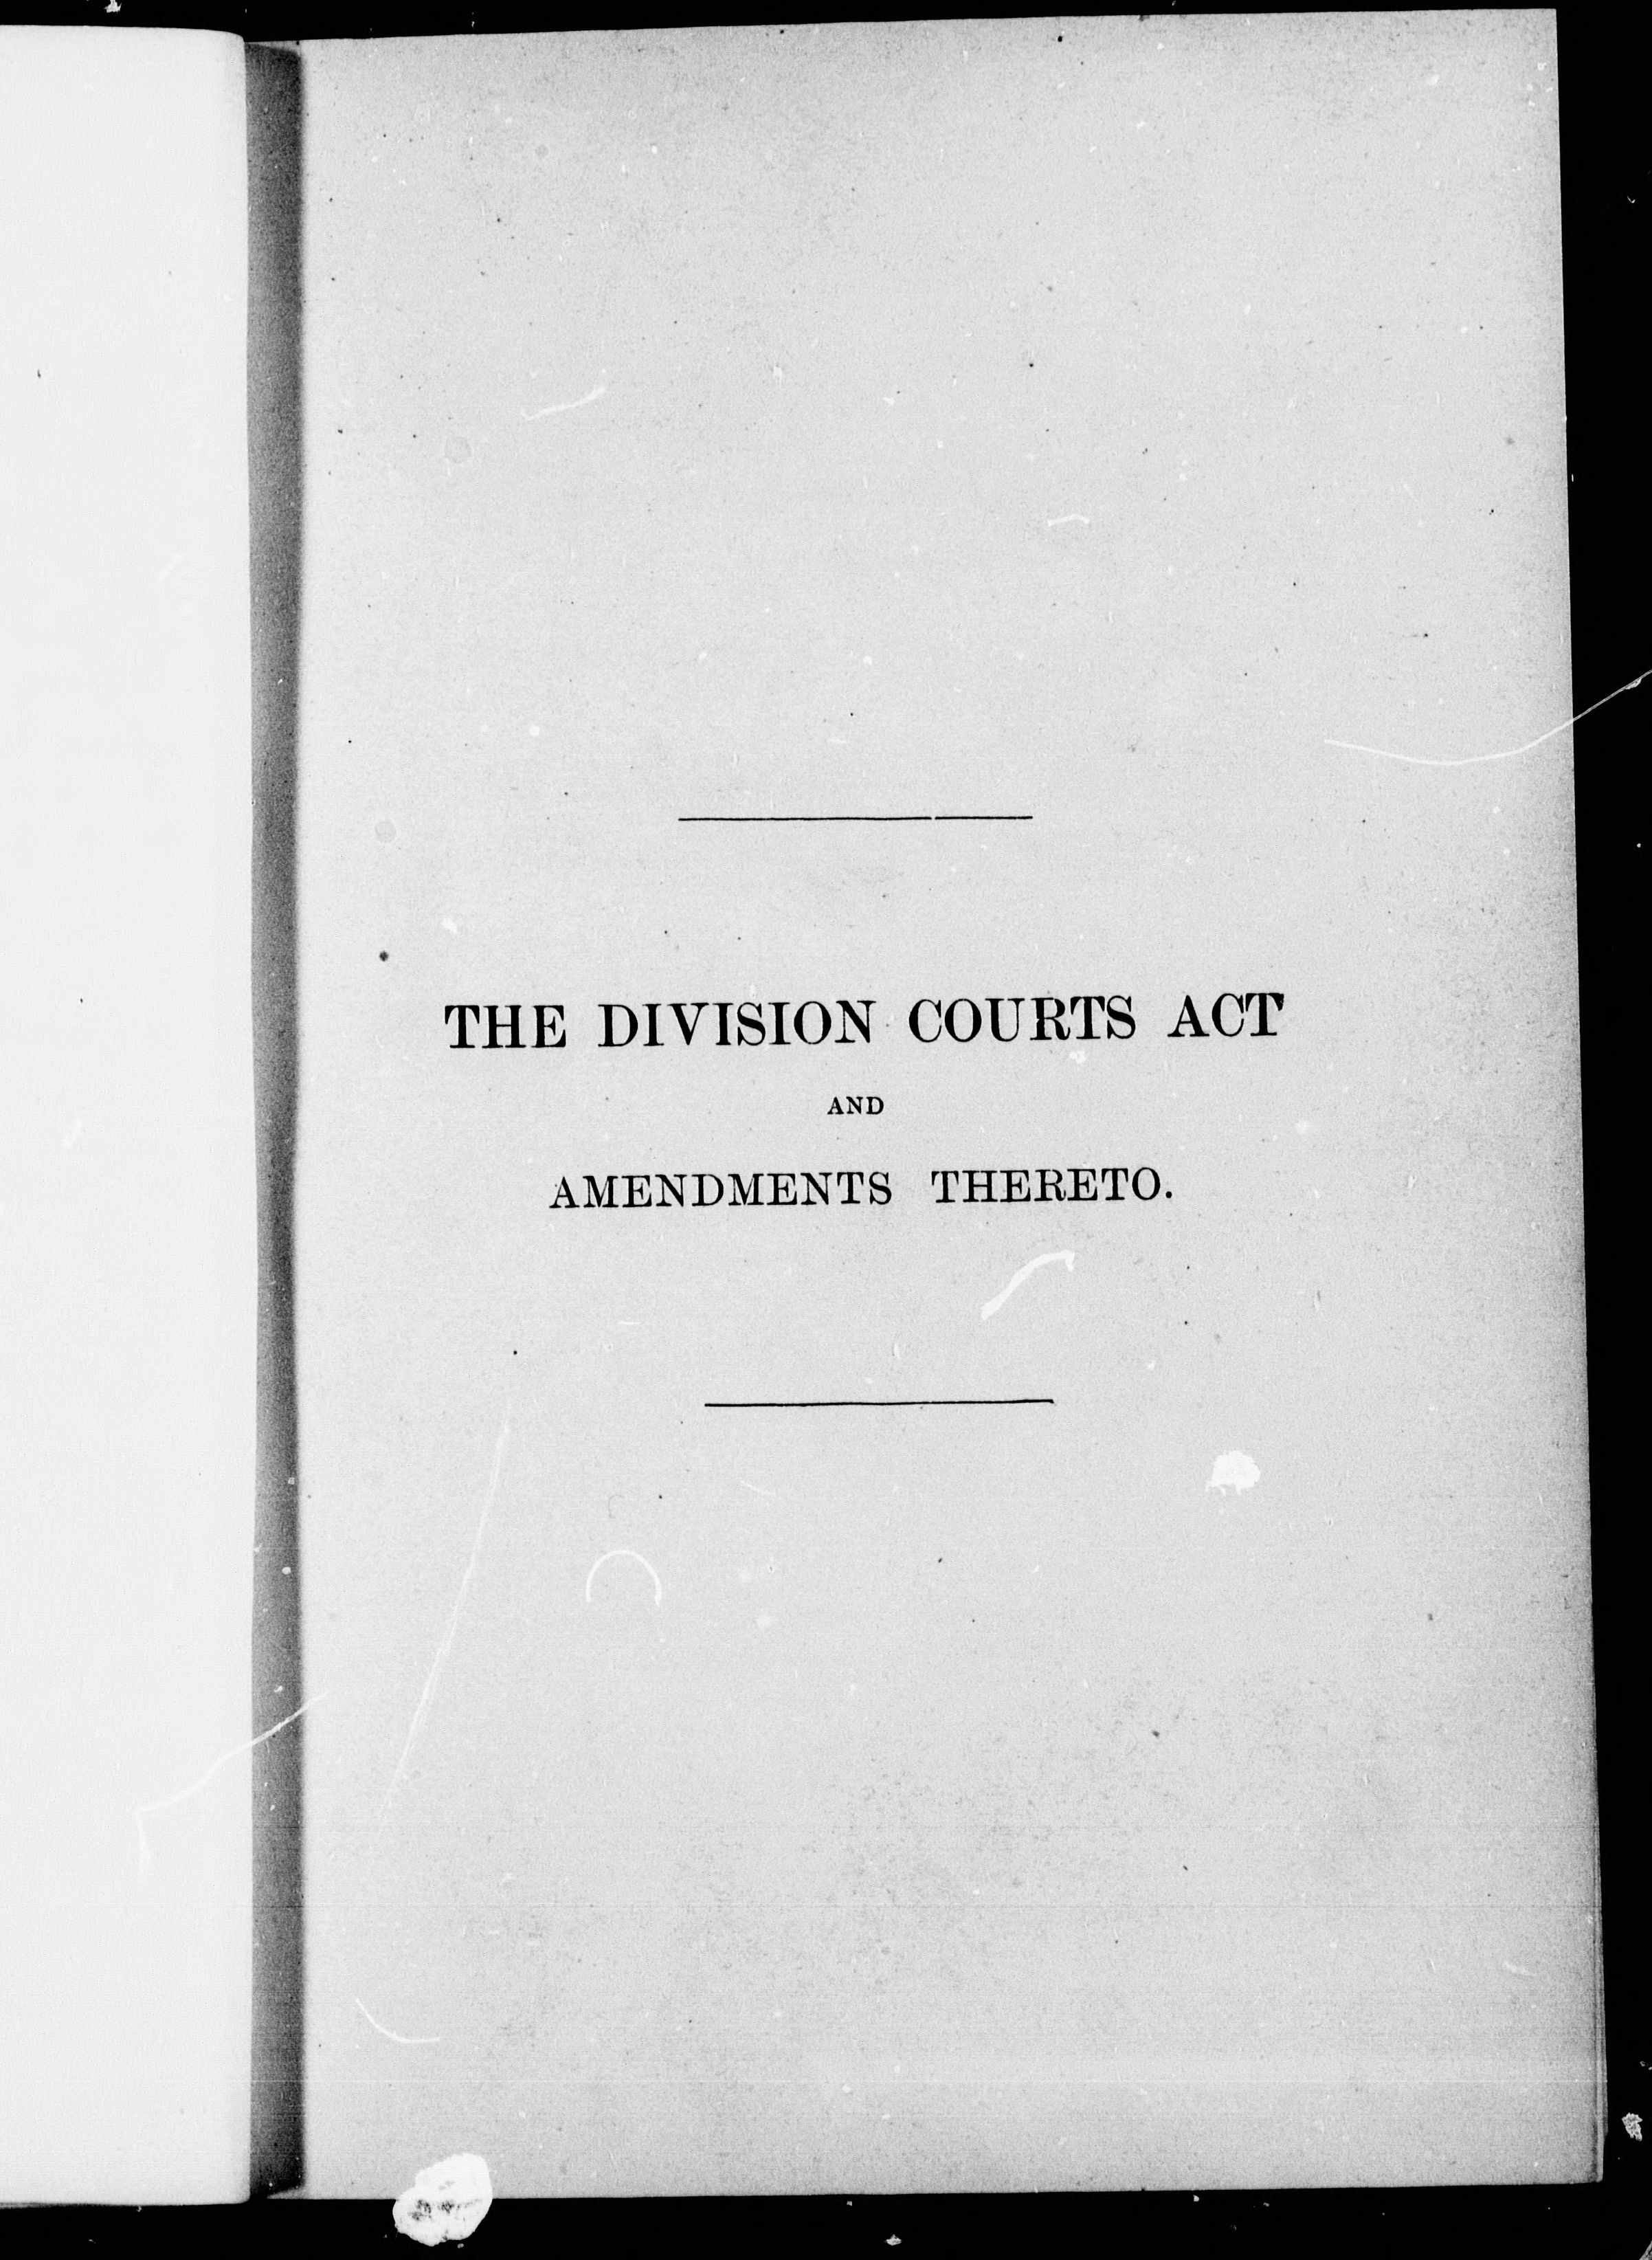 THE DIVISION COURTS ACT
AND
AMENDMENTS THERETO.